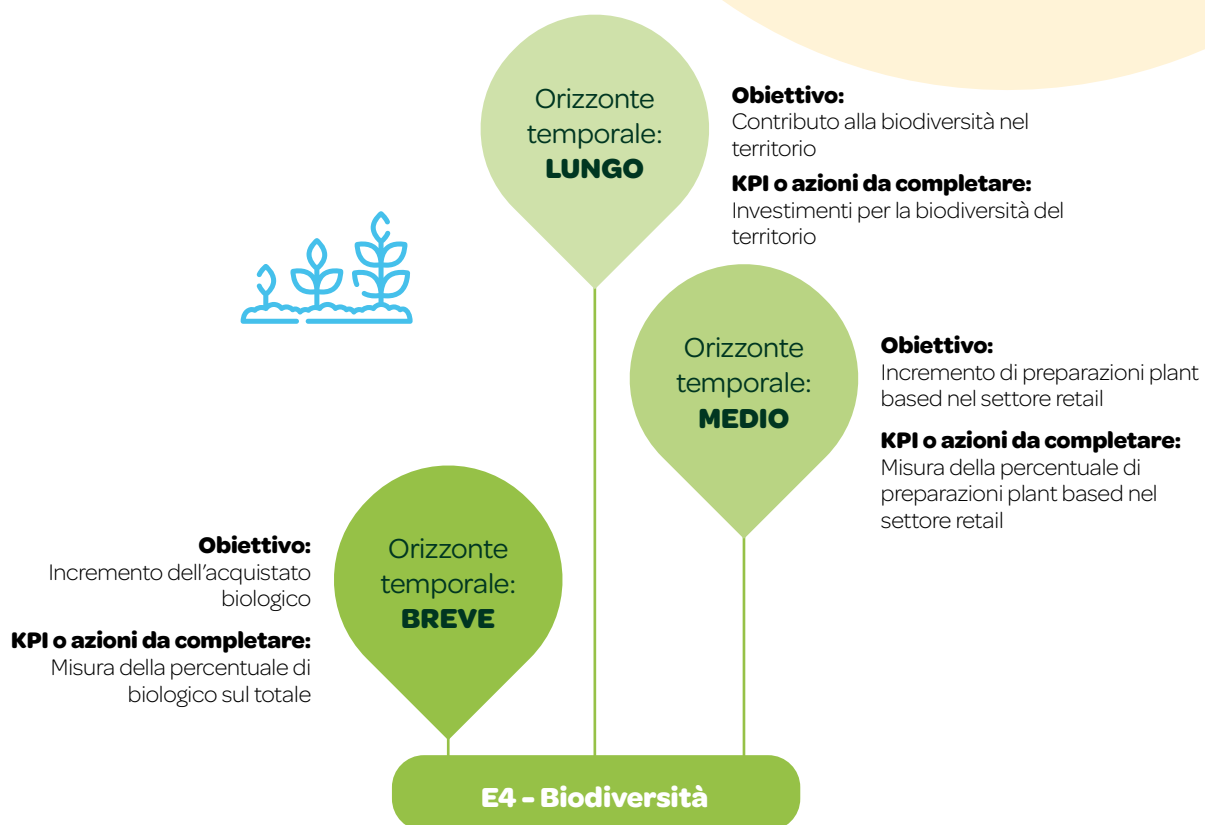 Orizzonte
temporale:
LUNGO
Obiettivo:
Contributo alla biodiversità nel
territorio
KPI o azioni da completare:
Investimenti per la biodiversità del
territorio
Orizzonte
temporale:
MEDIO
Obiettivo:
Incremento di preparazioni plant
based nel settore retail
KPI o azioni da completare:
Misura della percentuale di
preparazioni plant based nel
settore retail
Obiettivo:
Incremento dell'acquistato
biologico
KPI o azioni da completare:
Misura della percentuale di
biologico sul totale
Orizzonte
temporale:
BREVE
E4 - Biodiversità